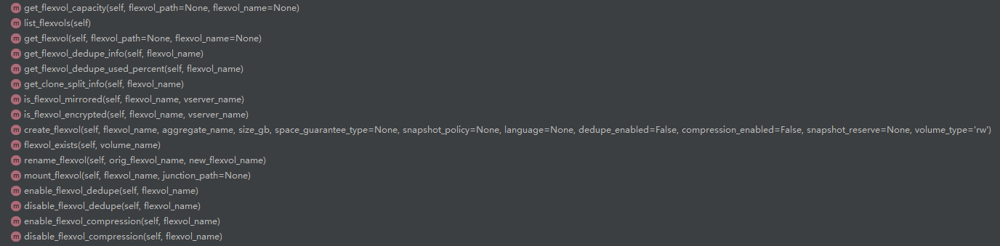 m get_flexvol_capacity(self, flexvol_path=None, flexvol_name=None)
m list_flexvols(self)
m get_flexvol(self, flexvol_path=None, flexvol_name=None)
m get_flexvol_dedupe_info(self, flexvol_name)
m get_flexvol_dedupe_used_percent(self, flexvol_name)
m get_clone_split_info(self, flexvol_name)
m is_flexvol_mirrored(self, flexvol_name, vserver_name)
m is_flexvol_encrypted(self, flexvol_name, vserver_name)
m create_flexvol(self, flexvol_name, aggregate_name, size_gb, space_guarantee_type=None, snapshot_policy=None, language=None, dedupe_enabled=False, compression_enabled=False, snapshot_reserve=None, volume_type='rw')
m flexvol_exists(self, volume_name)
m rename_flexvol(self, orig_flexvol_name, new_flexvol_name)
m mount_flexvol(self, flexvol_name, junction_path=None)
m enable_flexvol_dedupe(self, flexvol_name)
m disable_flexvol_dedupe(self, flexvol_name)
m enable_flexvol_compression(self, flexvol_name)
m disable_flexvol_compression(self, flexvol_name)